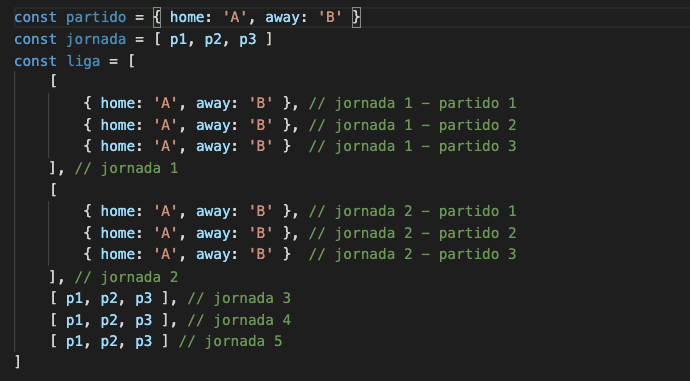 const partido = { home: 'A', away: 'B' }
const jornada = [ p1, p2, p3 ]
const liga = [
    [
        { home: 'A', away: 'B' }, // jornada 1 - partido 1
        { home: 'A', away: 'B' }, // jornada 1 - partido 2
        { home: 'A', away: 'B' }  // jornada 1 - partido 3
    ], // jornada 1
    [
        { home: 'A', away: 'B' }, // jornada 2 - partido 1
        { home: 'A', away: 'B' }, // jornada 2 - partido 2
        { home: 'A', away: 'B' }  // jornada 2 - partido 3
    ], // jornada 2
    [ p1, p2, p3 ], // jornada 3
    [ p1, p2, p3 ], // jornada 4
    [ p1, p2, p3 ] // jornada 5
]